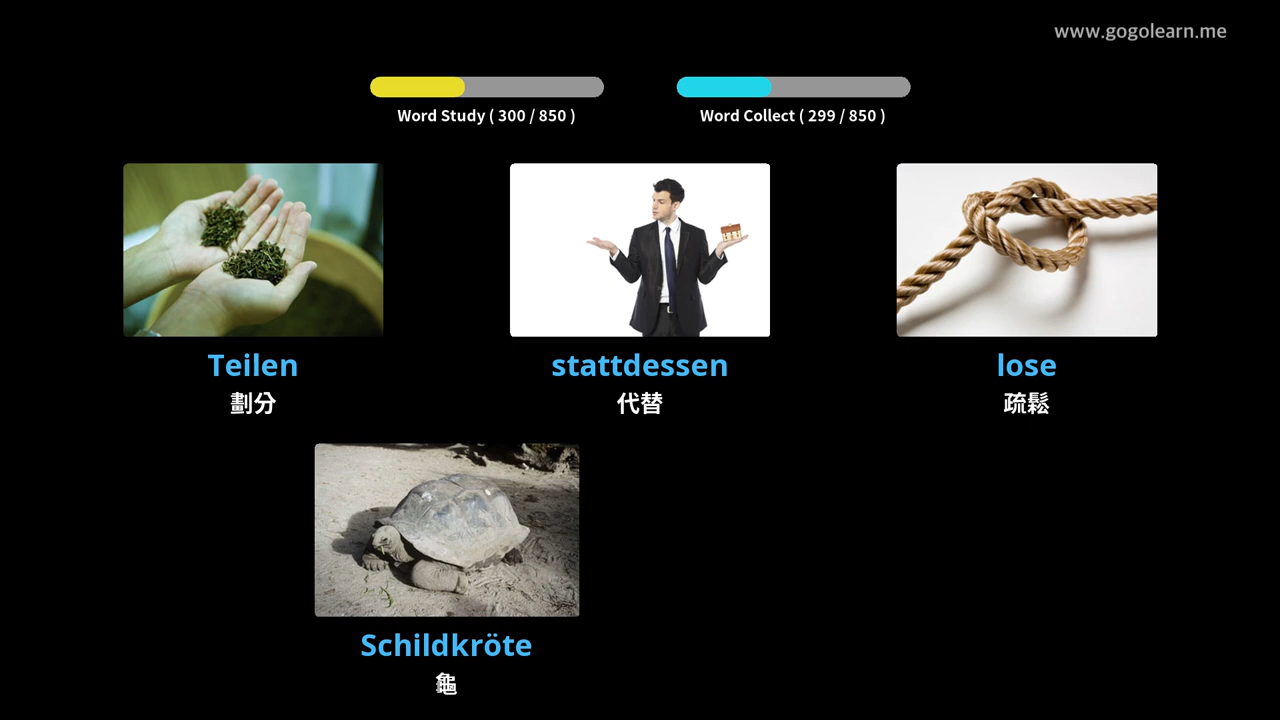 www.gogolearn.me
Word Study ( 300 / 850 )
Word Collect ( 299 / 850 )
Teilen
劃分
stattdessen
代替
lose
疏鬆
Schildkröte
龜